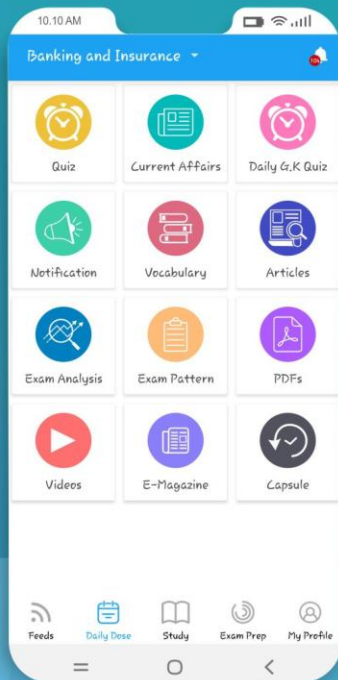 10.10 AM
Banking and Insurance
104
Quiz
Current Affairs
Daily G.K Quiz
Notification
Vocabulary
Articles
Exam Analysis
Exam Pattern
PDFs
Videos
E-Magazine
Capsule
Feeds
Daily Dose
Study
Exam Prep
My Profile